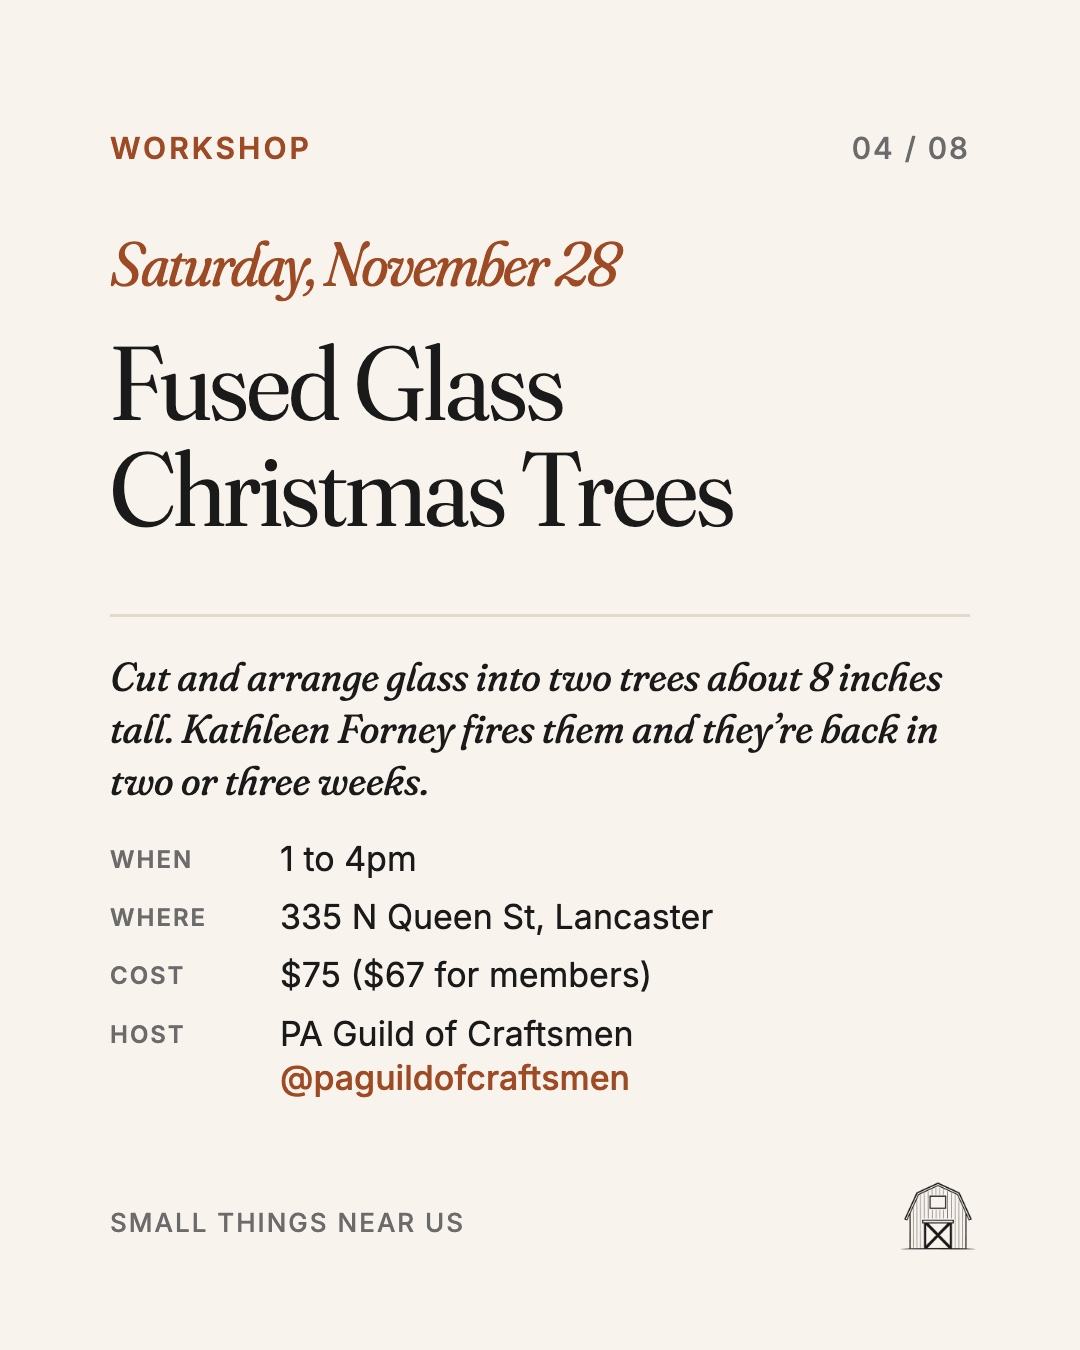 WORKSHOP
04 / 08
Saturday, November 28
Fused Glass
Christmas Trees
Cut and arrange glass into two trees about 8 inches
tall. Kathleen Forney fires them and they’re back in
two or three weeks.
WHEN 1 to 4pm
WHERE 335 N Queen St, Lancaster
COST $75 ($67 for members)
HOST PA Guild of Craftsmen
@paguildofcraftsmen
SMALL THINGS NEAR US